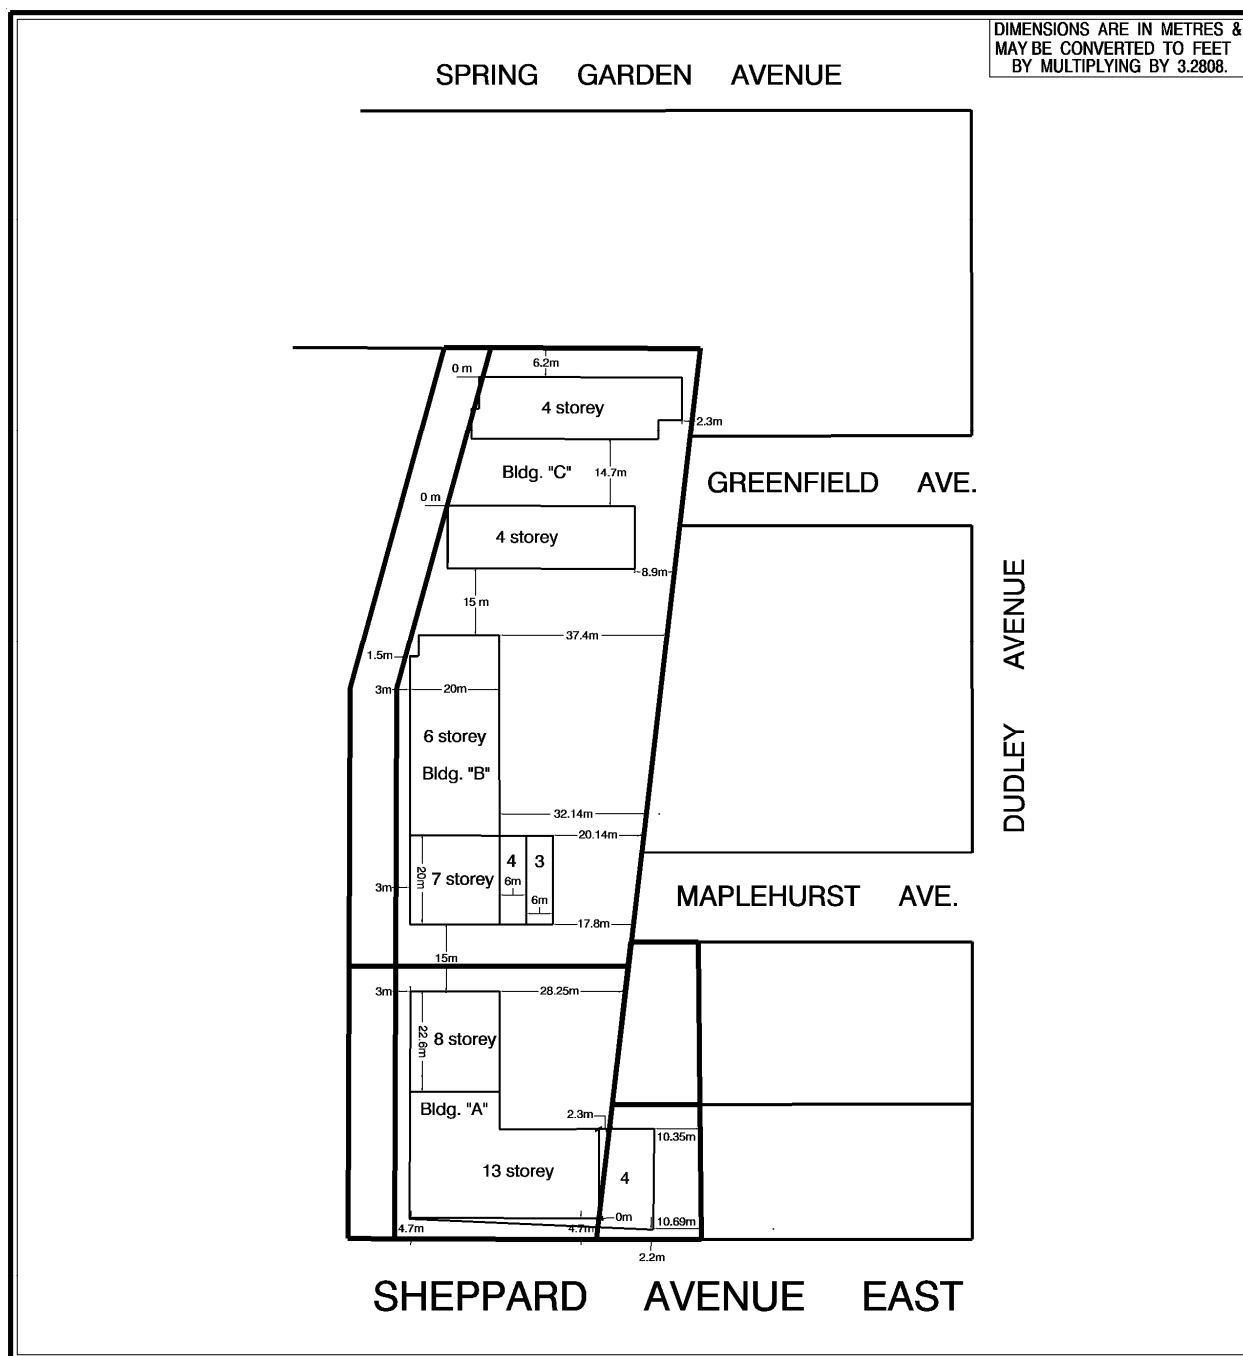 DIMENSIONS ARE IN METRES &
MAY BE CONVERTED TO FEET
BY MULTIPLYING BY 3.2808.
SPRING GARDEN AVENUE
6.2m
0 m
4 storey
2.3m
Bldg. "C"
14.7m
GREENFIELD AVE.
0 m
4 storey
8.9m
15 m
37.4m
1.5m
3m
20m
DUDLEY AVENUE
6 storey
Bldg. "B"
32.14m
20.14m
4
3
20m
7 storey
6m
3m
6m
MAPLEHURST AVE.
17.8m
15m
3m
28.25m
22.6m
8 storey
Bldg. "A"
2.3m
10.35m
13 storey
4
0m
10.69m
4.7m
4.7m
2.2m
SHEPPARD AVENUE EAST